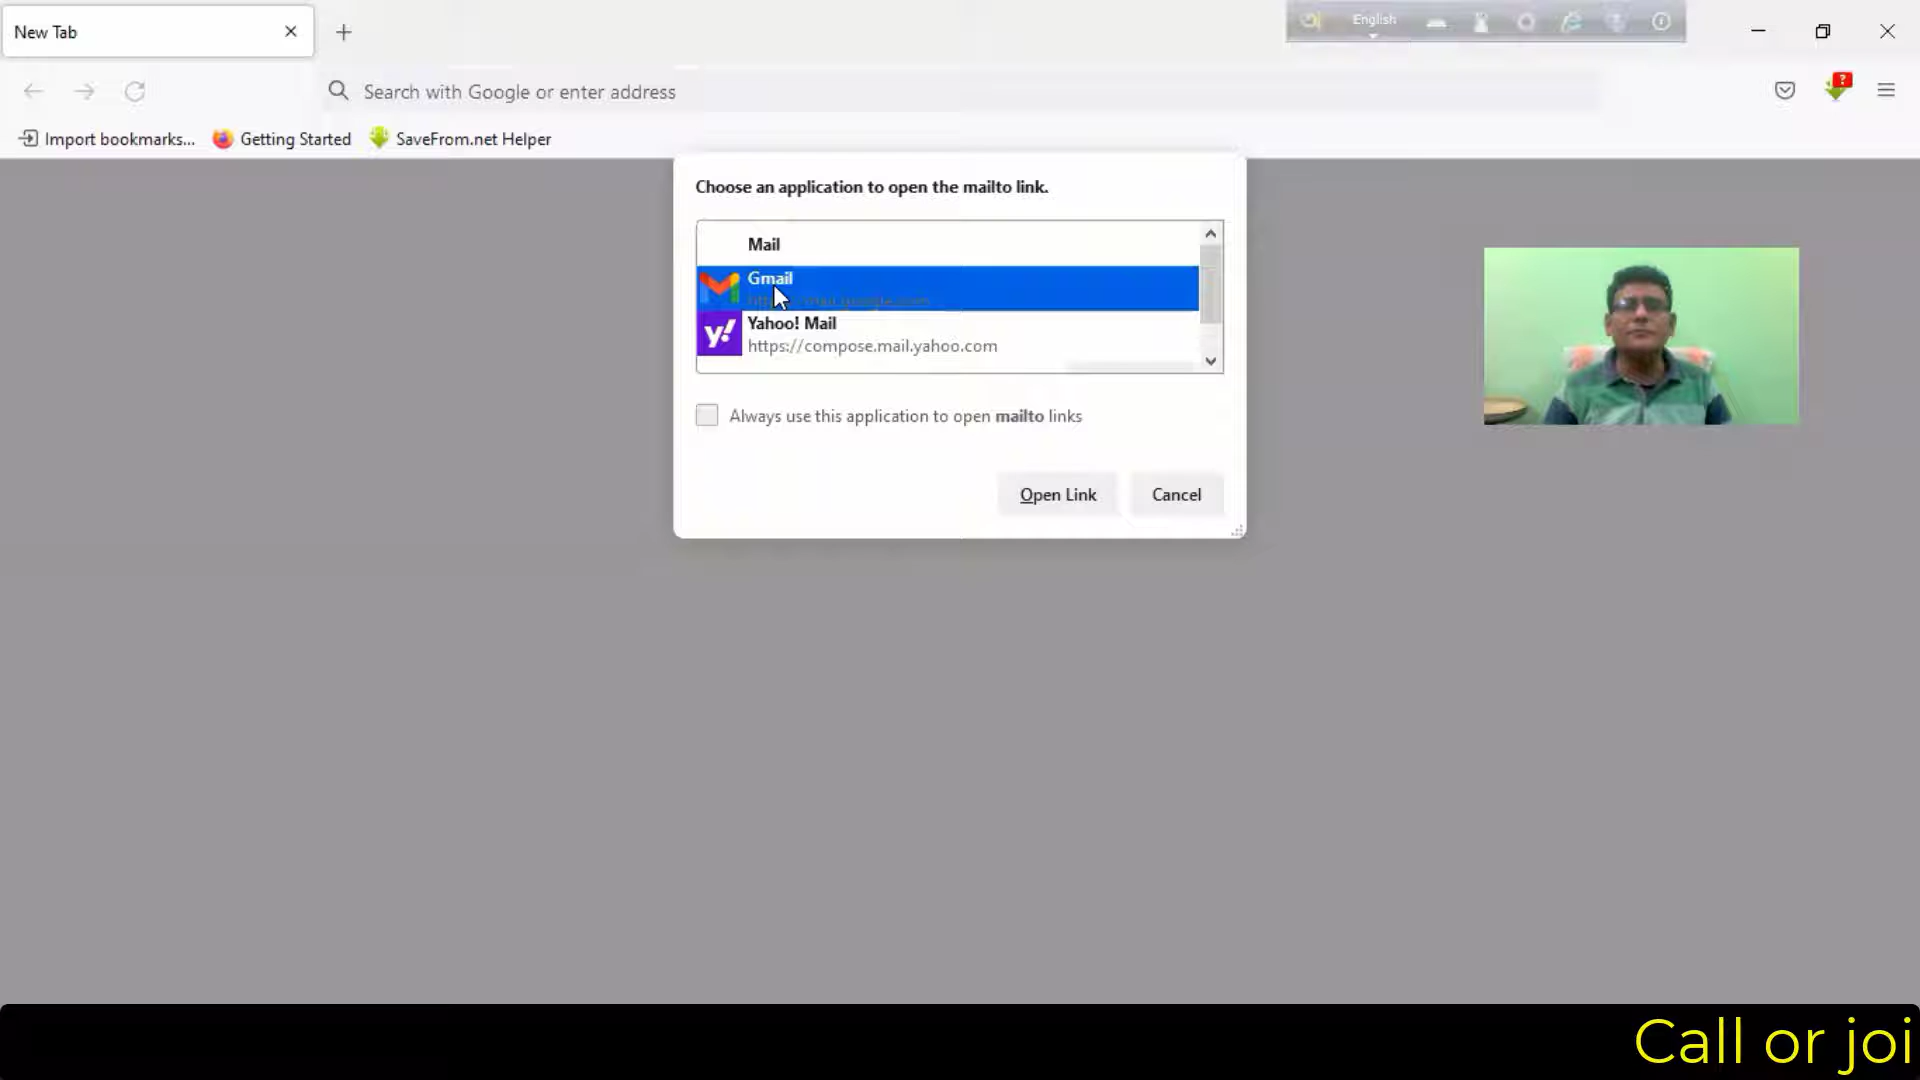 New Tab
English
Search with Google or enter address
Import bookmarks...
Getting Started
SaveFrom.net Helper
Choose an application to open the mailto link.
Mail
Gmail
Yahoo! Mail
https://compose.mail.yahoo.com
Always use this application to open mailto links
Open Link
Cancel
Call or joi